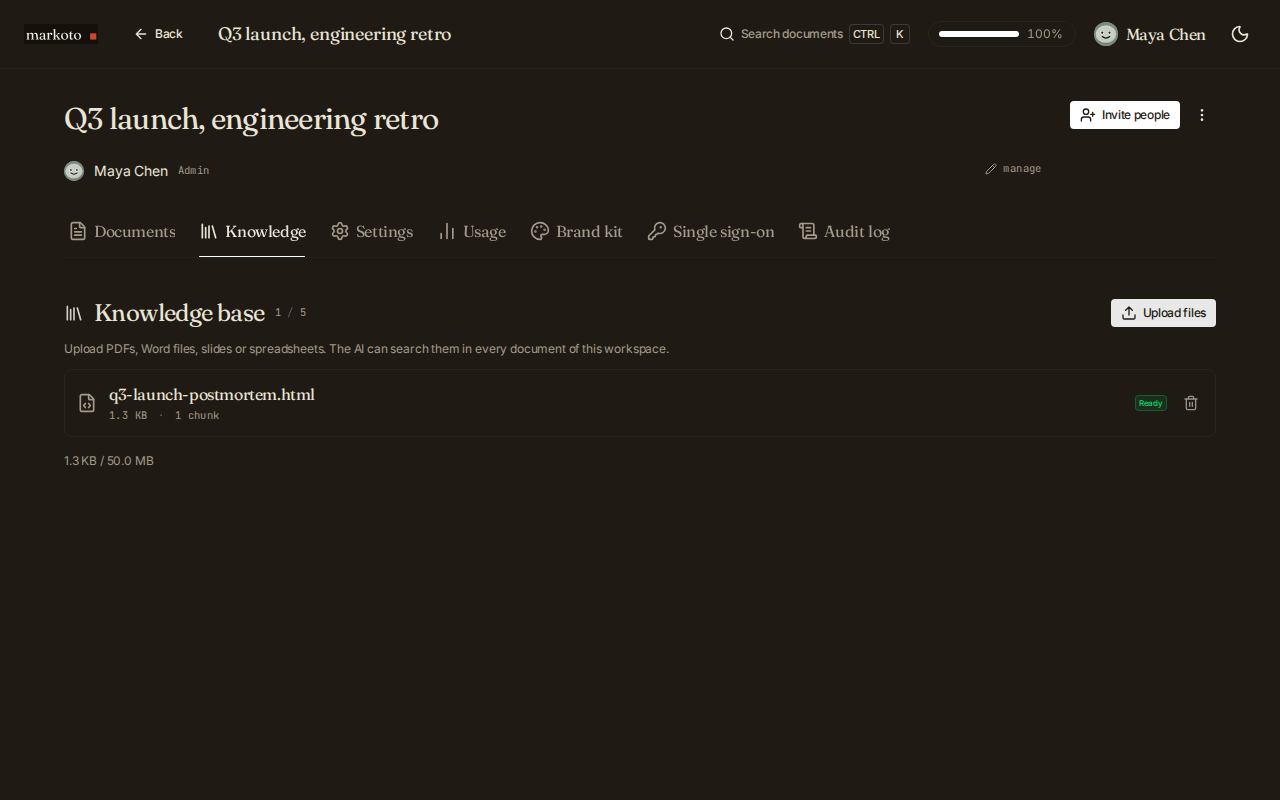 markoto
Back
Q3 launch, engineering retro
Search documents CTRL K
100%
Maya Chen
Q3 launch, engineering retro
Invite people
Maya Chen Admin
manage
Documents
Knowledge
Settings
Usage
Brand kit
Single sign-on
Audit log
Knowledge base 1 / 5
Upload files
Upload PDFs, Word files, slides or spreadsheets. The AI can search them in every document of this workspace.
q3-launch-postmortem.html
1.3 KB · 1 chunk
Ready
1.3 KB / 50.0 MB